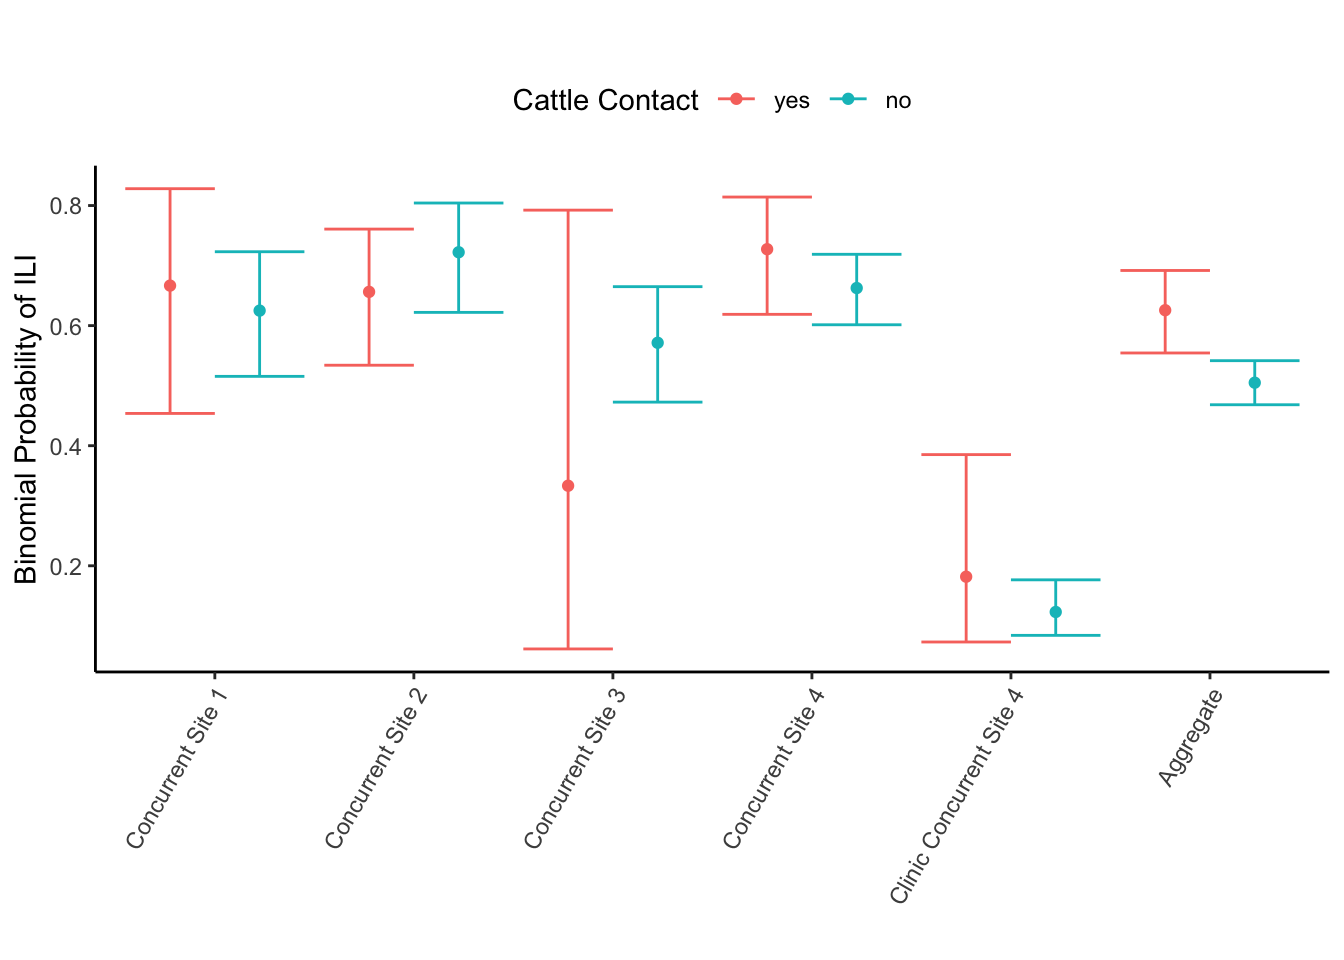 Cattle Contact yes no
Binomial Probability of ILI
0.8
0.6
0.4
0.2
Concurrent Site 1
Concurrent Site 2
Concurrent Site 3
Concurrent Site 4
Clinic Concurrent Site 4
Aggregate